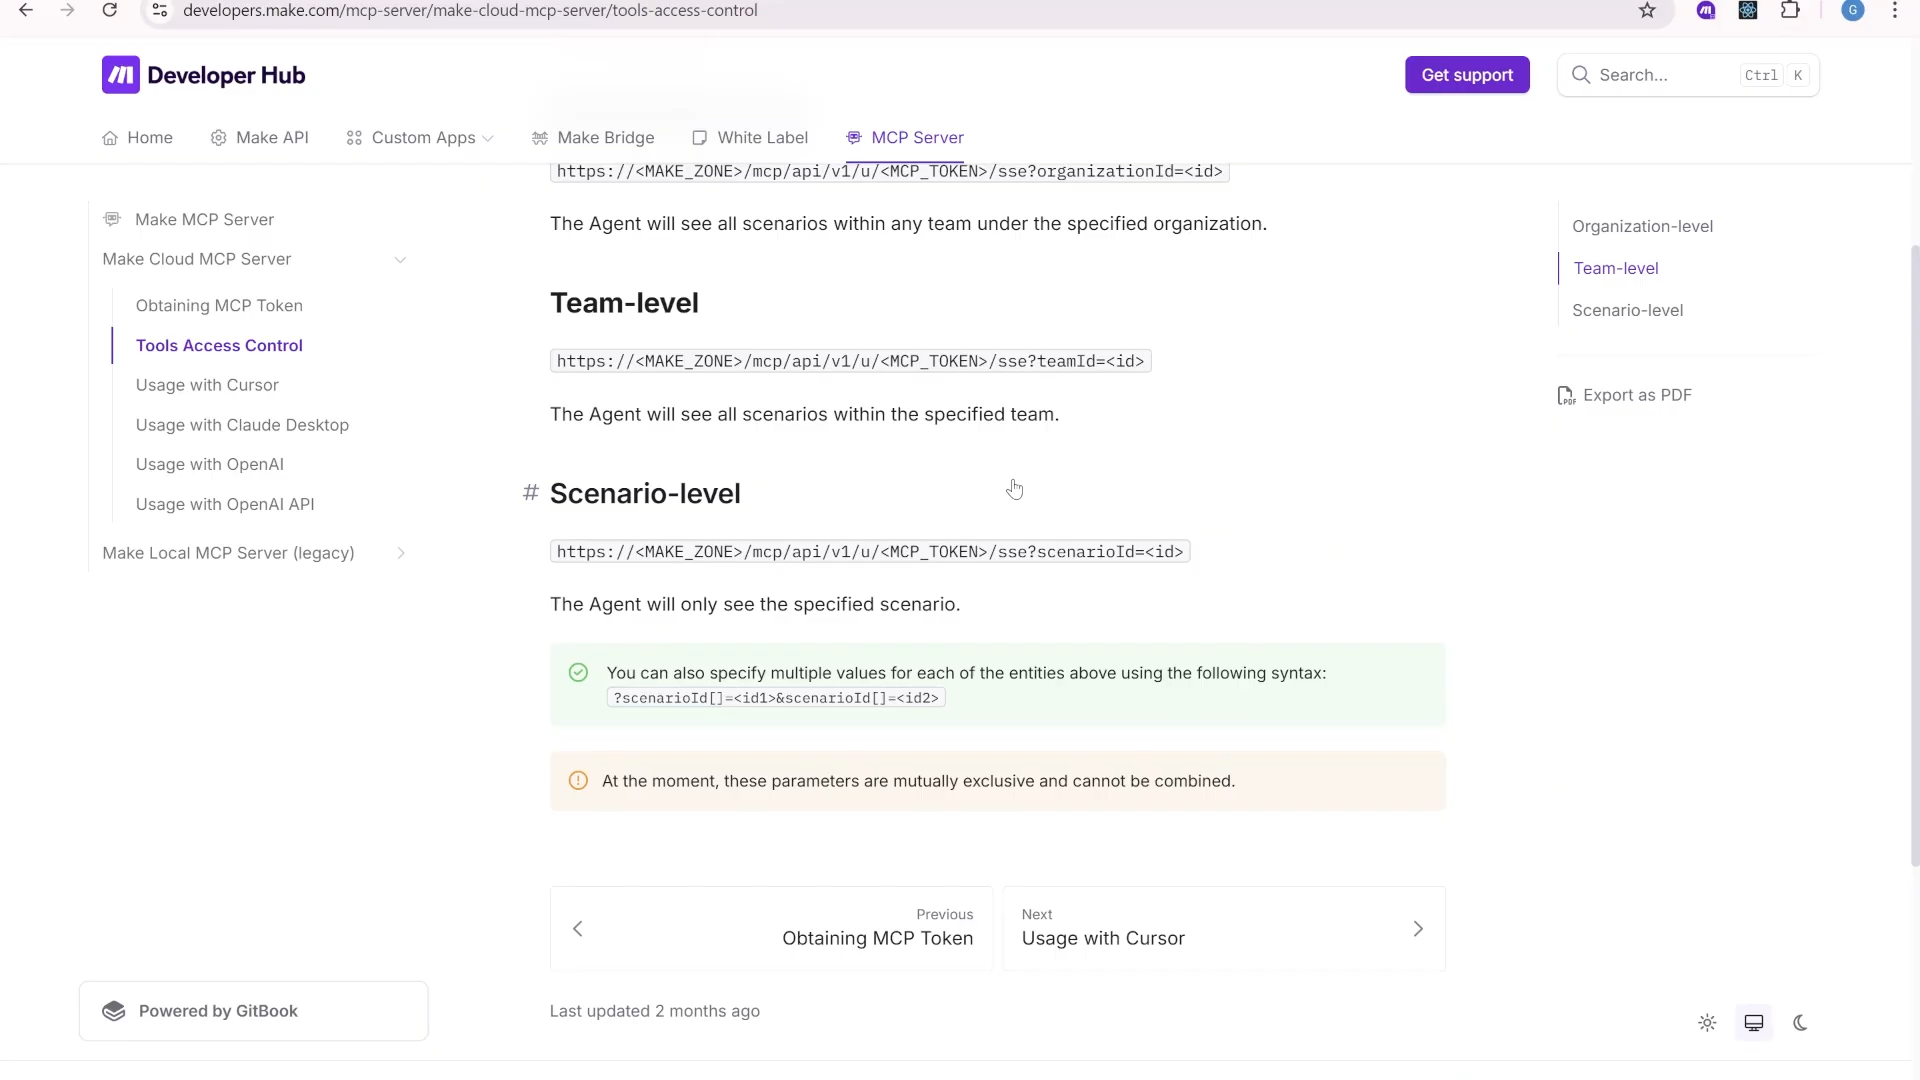 developers.make.com/mcp-server/make-cloud-mcp-server/tools-access-control
G
Developer Hub
Get support
Search...
Ctrl K
Home
Make API
Custom Apps
Make Bridge
White Label
MCP Server
Make MCP Server
Make Cloud MCP Server
Obtaining MCP Token
Tools Access Control
Usage with Cursor
Usage with Claude Desktop
Usage with OpenAI
Usage with OpenAI API
Make Local MCP Server (legacy)
https://<MAKE_ZONE>/mcp/api/v1/u/<MCP_TOKEN>/sse?organizationId=<id>
The Agent will see all scenarios within any team under the specified organization.
Team-level
https://<MAKE_ZONE>/mcp/api/v1/u/<MCP_TOKEN>/sse?teamId=<id>
The Agent will see all scenarios within the specified team.
# Scenario-level
https://<MAKE_ZONE>/mcp/api/v1/u/<MCP_TOKEN>/sse?scenarioId=<id>
The Agent will only see the specified scenario.
You can also specify multiple values for each of the entities above using the following syntax:
?scenarioId[]=<id1>&scenarioId[]=<id2>
At the moment, these parameters are mutually exclusive and cannot be combined.
Previous
Obtaining MCP Token
Next
Usage with Cursor
Last updated 2 months ago
Organization-level
Team-level
Scenario-level
PDF
Export as PDF
Powered by GitBook